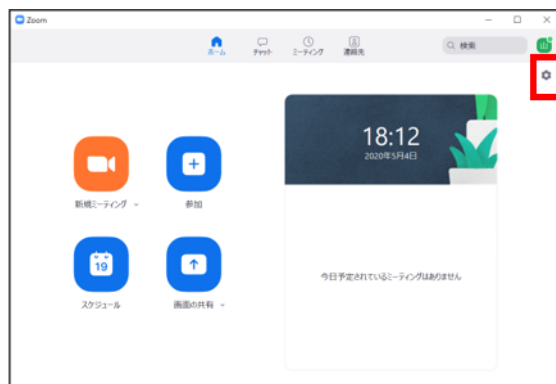 Zoom
ホーム
チャット
ミーティング
連絡先
検索
山
18:12
2020年5月4日
新規ミーティング
参加
19
スケジュール
画面の共有
今日予定されているミーティングはありません